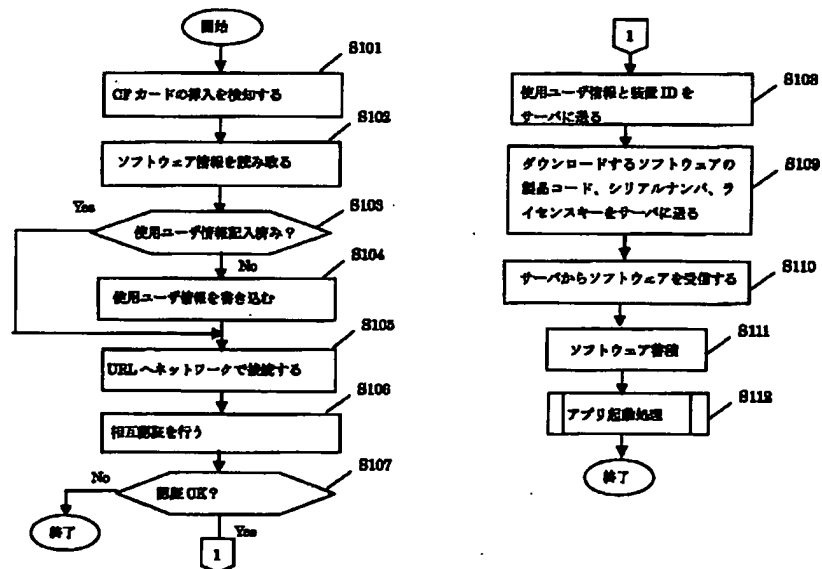 開始
S101
CFカードの挿入を検知する
S102
ソフトウェア情報を読み取る
S103
Yes
使用ユーザ情報記入済み？
No
S104
使用ユーザ情報を書き込む
S105
URLへネットワークで接続する
S106
相互認証を行う
S107
No
認証OK？
終了
Yes
1
1
S108
使用ユーザ情報と装置IDを
サーバに送る
S109
ダウンロードするソフトウェアの
製品コード、シリアルナンバ、ラ
イセンスキーをサーバに送る
S110
サーバからソフトウェアを受信する
S111
ソフトウェア蓄積
S112
アプリ起動処理
終了